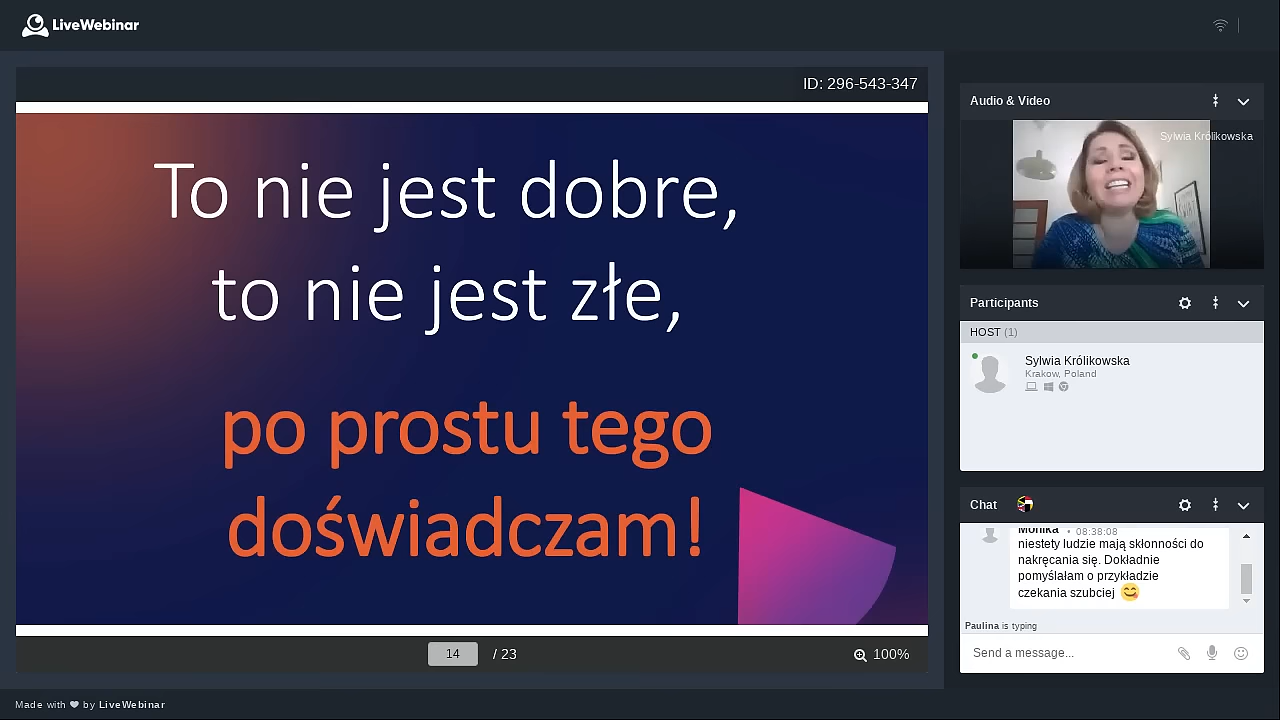 LiveWebinar
ID: 296-543-347
To nie jest dobre,
to nie jest złe,
po prostu tego
doświadczam!
14 / 23
100%
Audio & Video
Sylwia Królikowska
Participants
HOST (1)
Sylwia Królikowska
Krakow, Poland
Chat
Monika • 08:38:08
niestety ludzie mają skłonności do
nakręcania się. Dokładnie
pomyślałam o przykładzie
czekania szubciej 😋
Paulina is typing
Send a message...
Made with ❤ by LiveWebinar